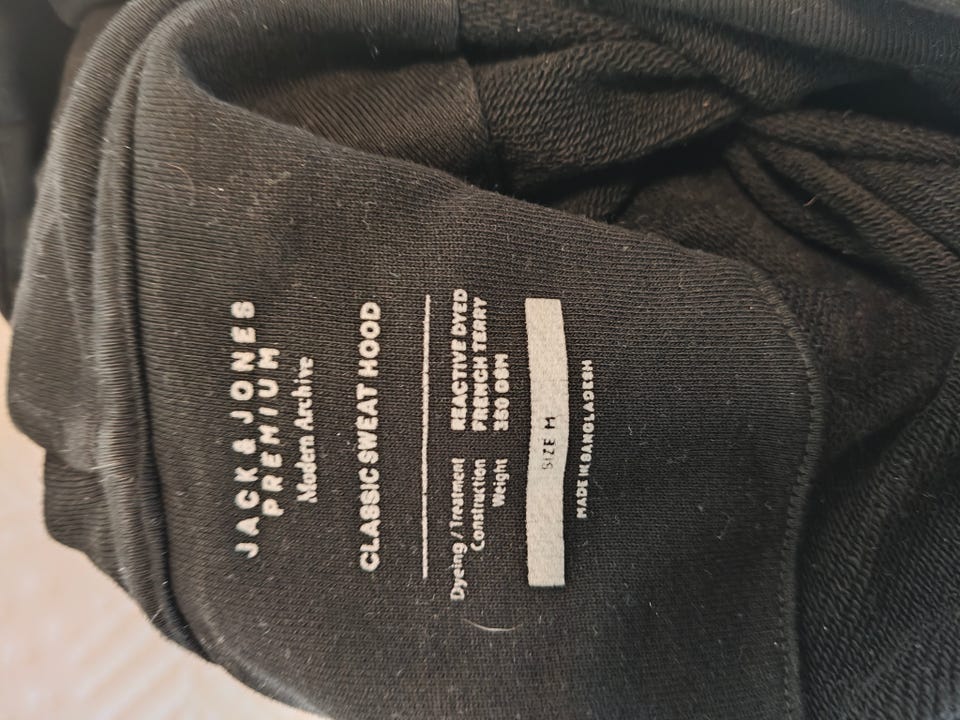 JACK & JONES
PREMIUM
Modern Archive
CLASSIC SWEAT HOOD
Dyeing / Treatment REACTIVE DYED
Construction FRENCH TERRY
Weight 350 GSM
SIZE M
MADE IN BANGLADESH